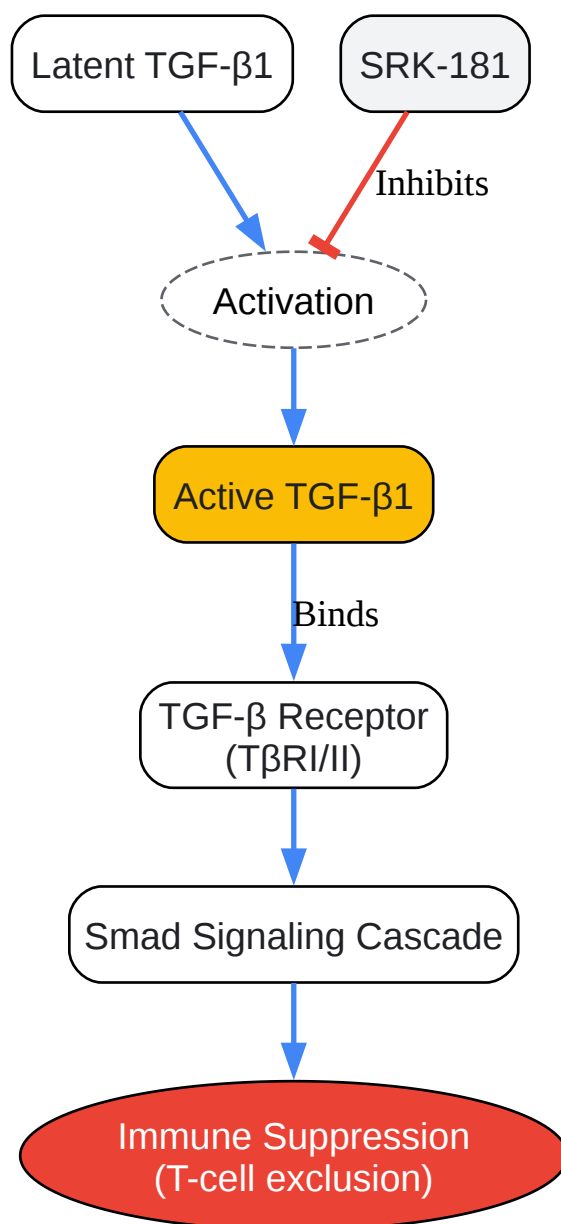 Latent TGF-β1
SRK-181
Inhibits
Activation
Active TGF-β1
Binds
TGF-β Receptor
(TβRI/II)
Smad Signaling Cascade
Immune Suppression
(T-cell exclusion)